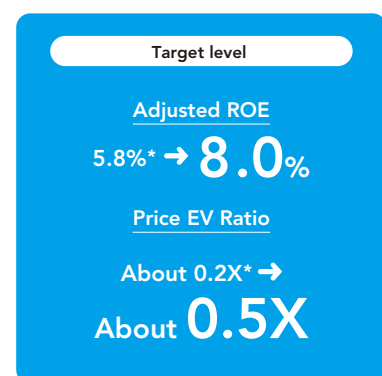 Target level
Adjusted ROE
5.8%* ➜ 8.0%
Price EV Ratio
About 0.2X* ➜
About 0.5X